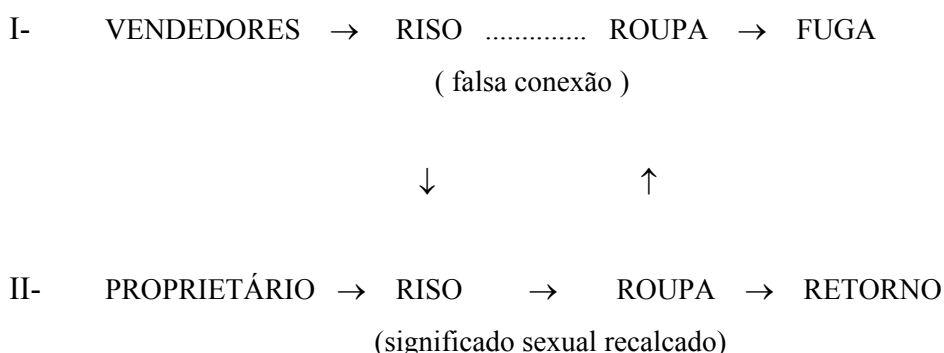 I- VENDEDORES → RISO .............. ROUPA → FUGA
( falsa conexão )
↓ ↑
II- PROPRIETÁRIO → RISO → ROUPA → RETORNO
(significado sexual recalcado)